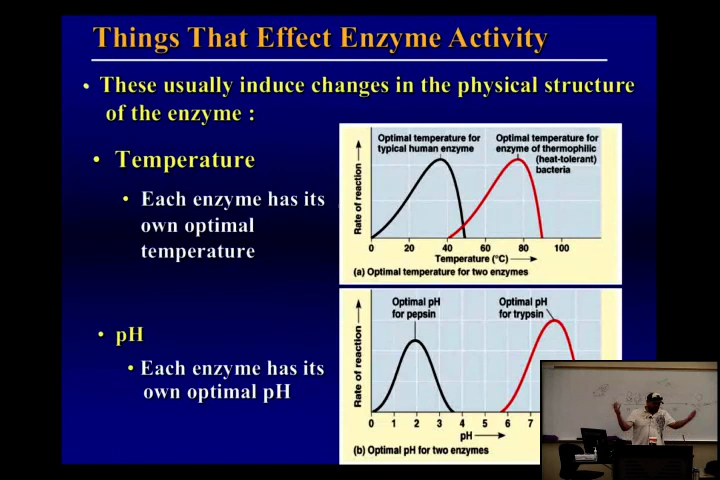 Things That Effect Enzyme Activity
• These usually induce changes in the physical structure
of the enzyme :
• Temperature
• Each enzyme has its
own optimal
temperature
Optimal temperature for
typical human enzyme
Optimal temperature for
enzyme of thermophilic
(heat-tolerant)
bacteria
Rate of reaction
0 20 40 60 80 100
Temperature (°C)
(a) Optimal temperature for two enzymes
• pH
• Each enzyme has its
own optimal pH
Optimal pH
for pepsin
Optimal pH
for trypsin
Rate of reaction
0 1 2 3 4 5 6 7
pH
(b) Optimal pH for two enzymes